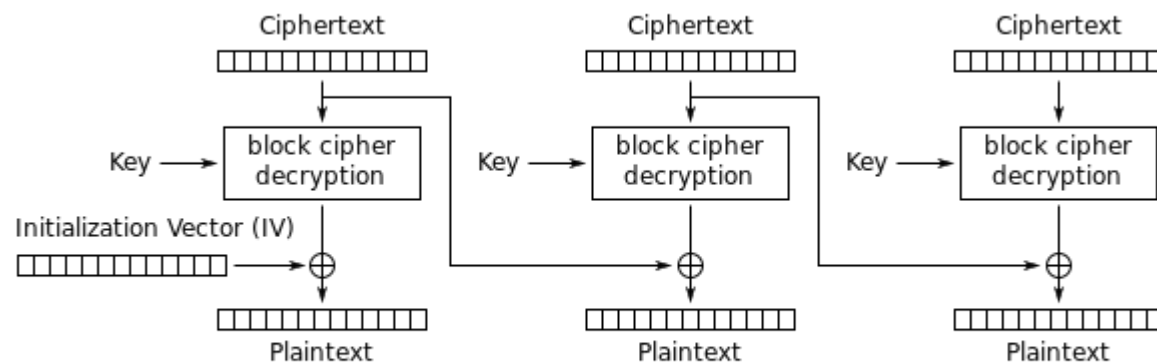 Ciphertext Ciphertext Ciphertext
Key block cipher decryption Key block cipher decryption Key block cipher decryption
Initialization Vector (IV)
Plaintext Plaintext Plaintext